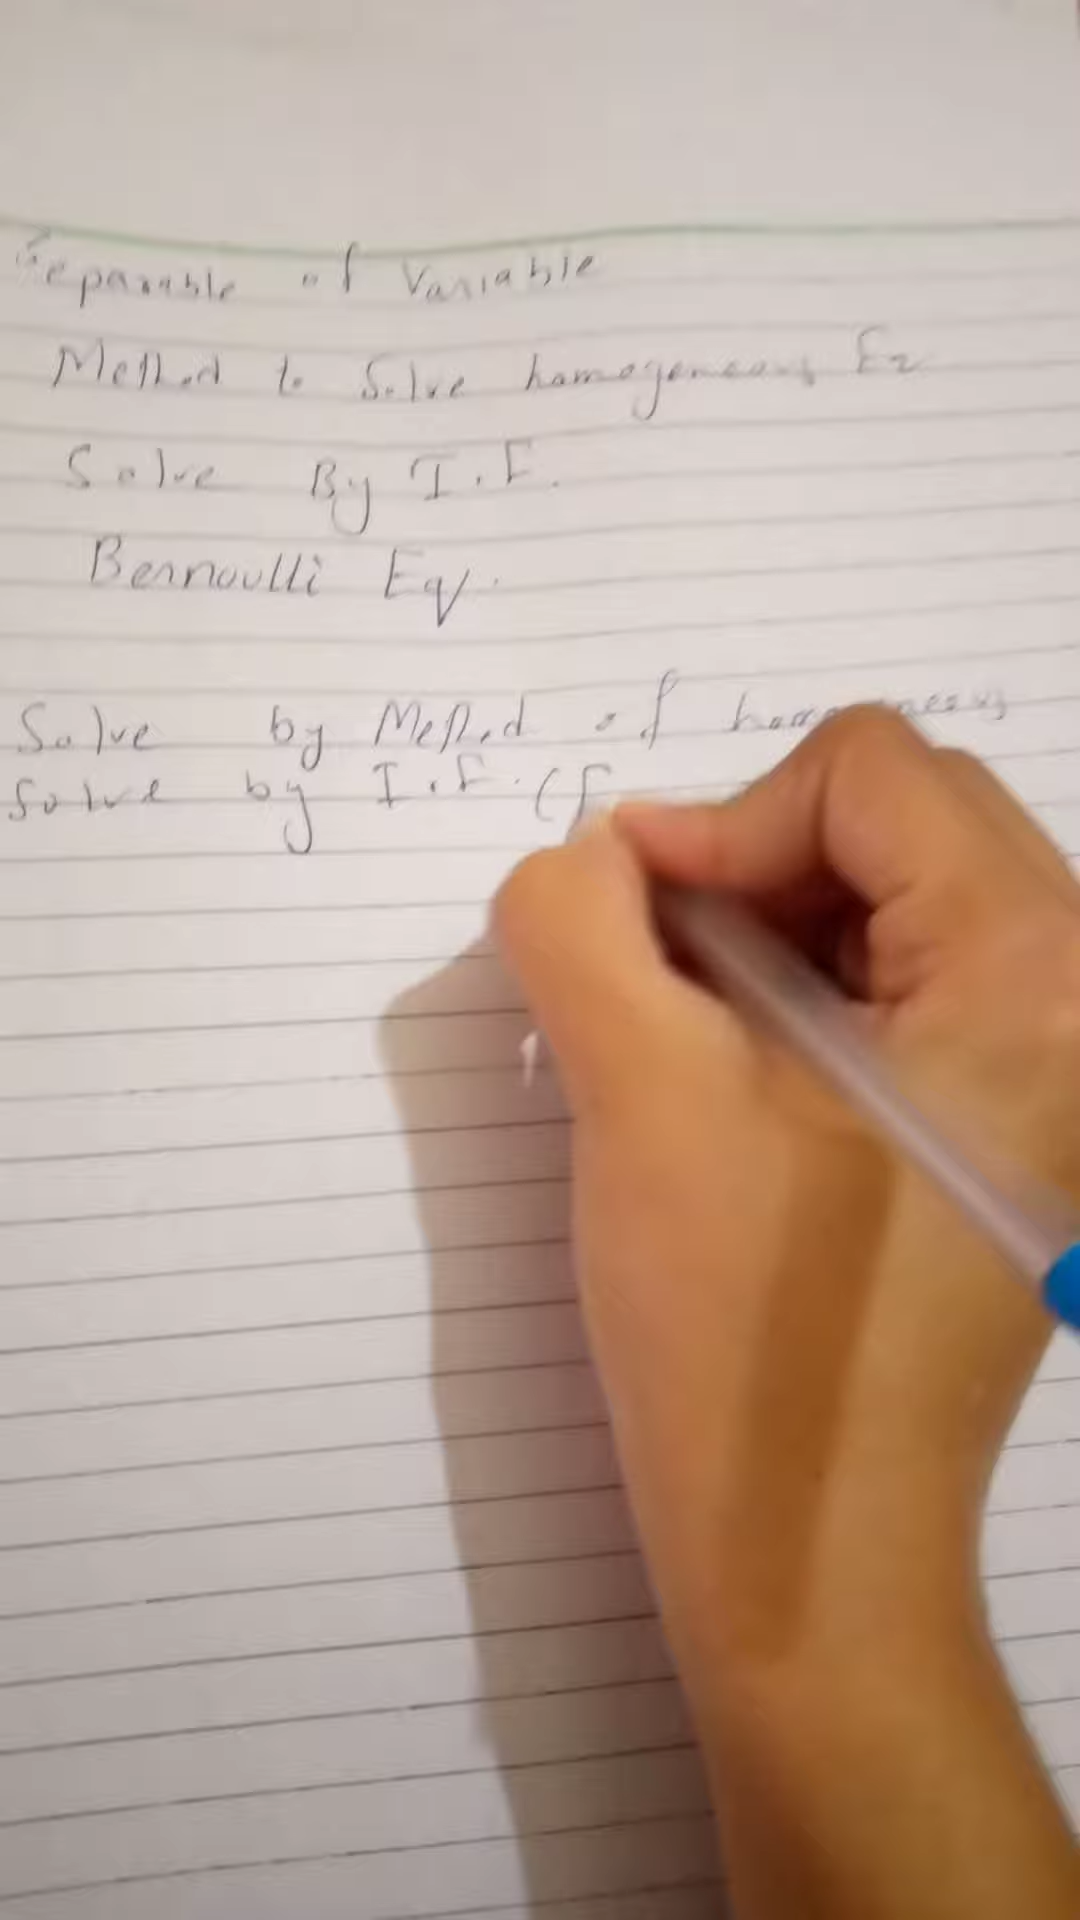 Separable of Variable
Method to Solve homogeneous Eq
Solve By I.F.
Bernoulli Eq.
Solve by Method of
Solve by I.F. (